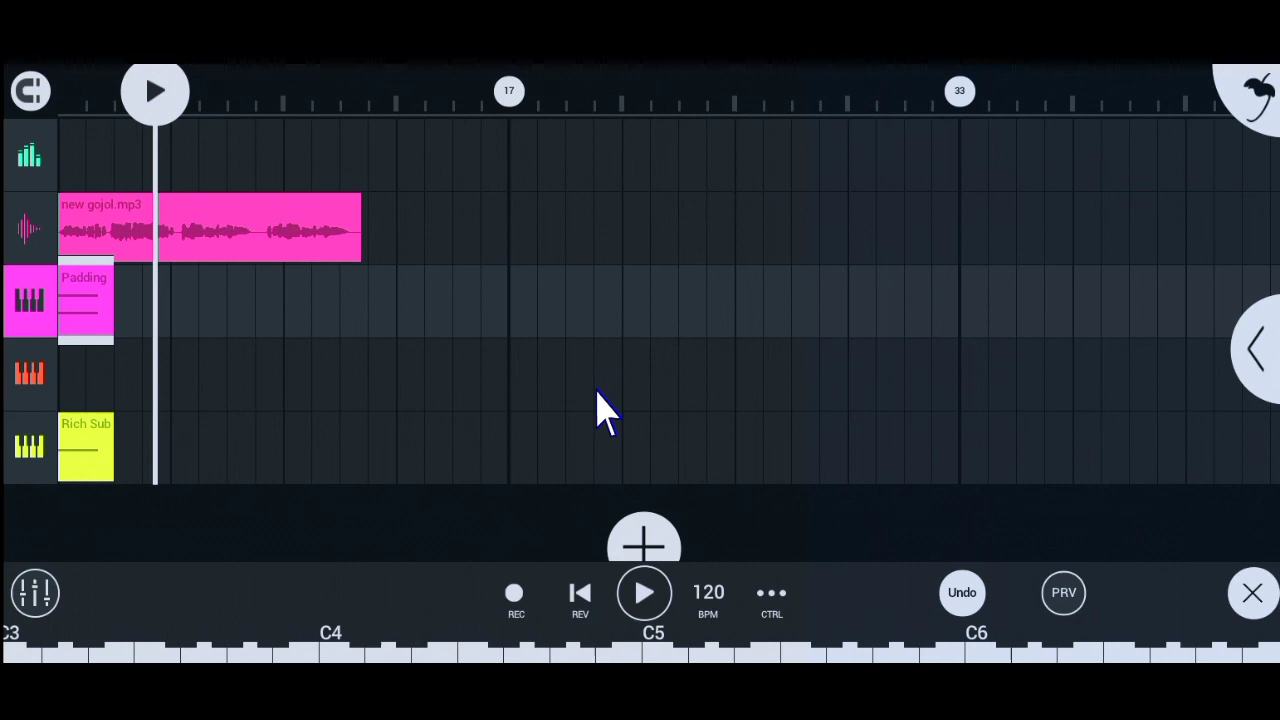 17
33
new gojol.mp3
Padding
Rich Sub
REC
REV
120
BPM
CTRL
Undo
PRV
C3
C4
C5
C6